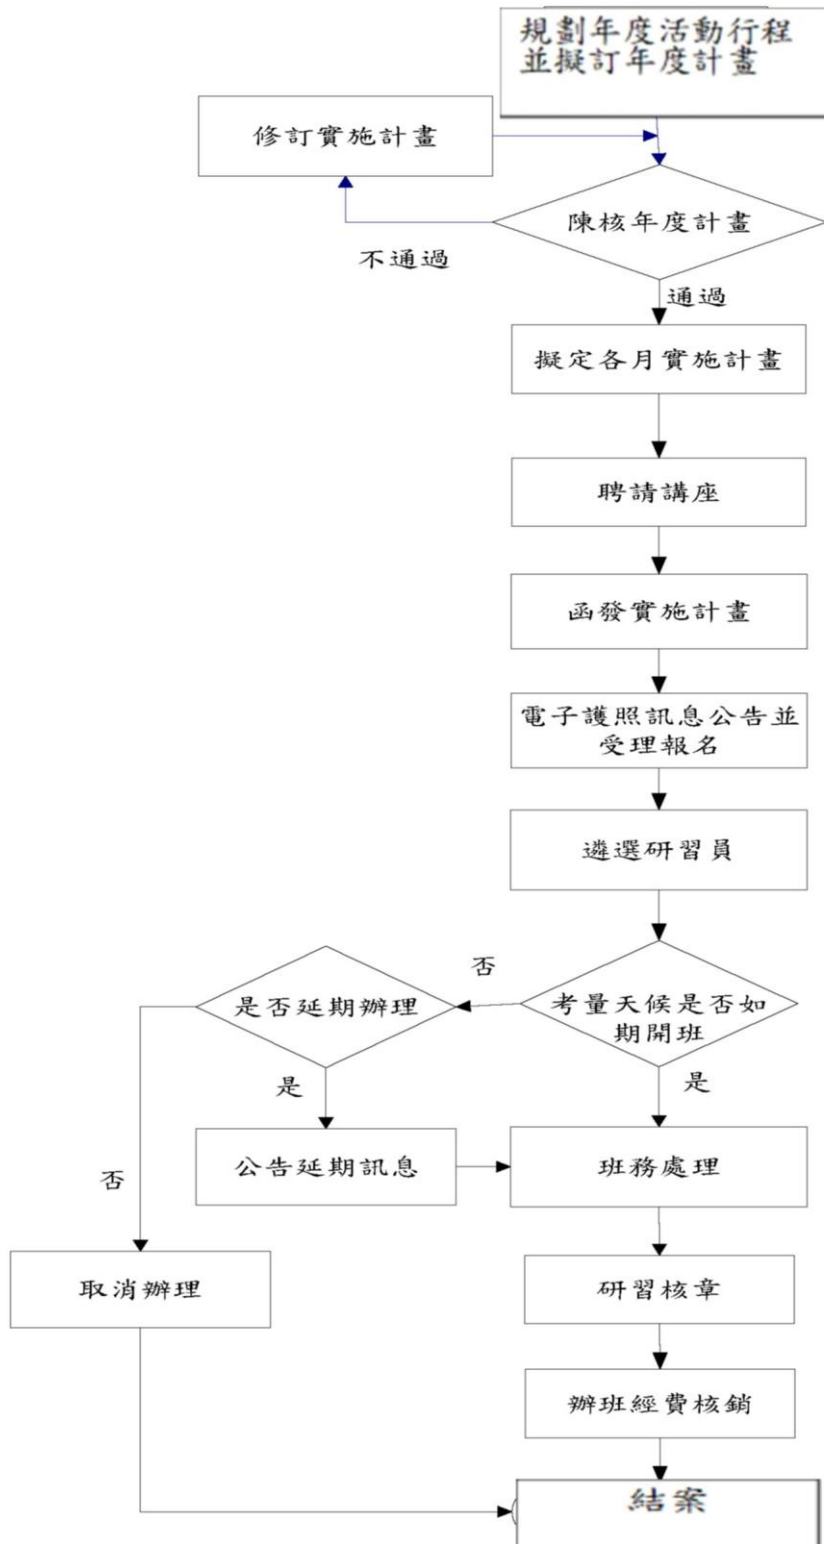 規劃年度活動行程
並擬訂年度計畫
修訂實施計畫
陳核年度計畫
不通過
通過
擬定各月實施計畫
聘請講座
函發實施計畫
電子護照訊息公告並
受理報名
遴選研習員
否
是否延期辦理
考量天候是否如
期開班
是
是
公告延期訊息
班務處理
否
取消辦理
研習核章
辦班經費核銷
結案